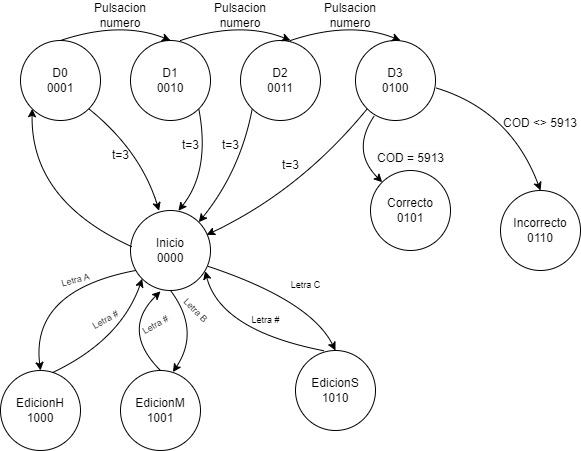 Pulsacion
numero
Pulsacion
numero
Pulsacion
numero
D0
0001
D1
0010
D2
0011
D3
0100
COD <> 5913
t=3
t=3
t=3
t=3
COD = 5913
Correcto
0101
Incorrecto
0110
Inicio
0000
Letra A
Letra #
Letra #
Letra B
Letra C
Letra #
EdicionH
1000
EdicionM
1001
EdicionS
1010